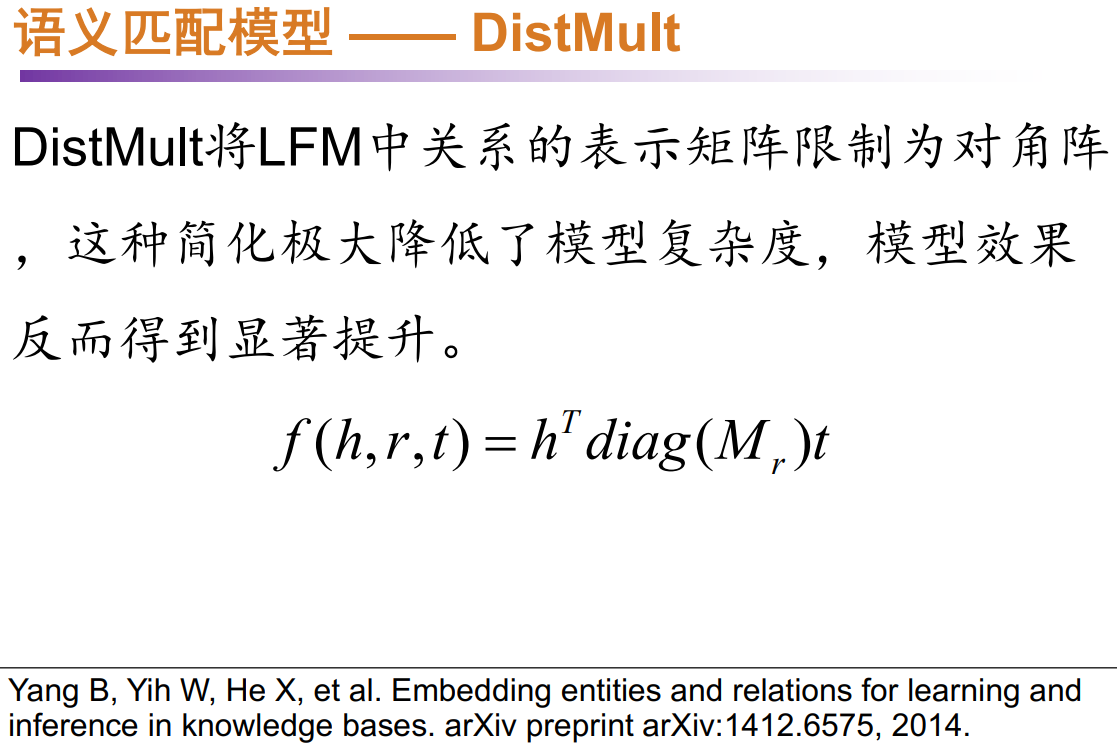 语义匹配模型 —— DistMult
DistMult将LFM中关系的表示矩阵限制为对角阵
，这种简化极大降低了模型复杂度，模型效果
反而得到显著提升。
f(h,r,t) = h^T diag(M_r)t
Yang B, Yih W, He X, et al. Embedding entities and relations for learning and
inference in knowledge bases. arXiv preprint arXiv:1412.6575, 2014.